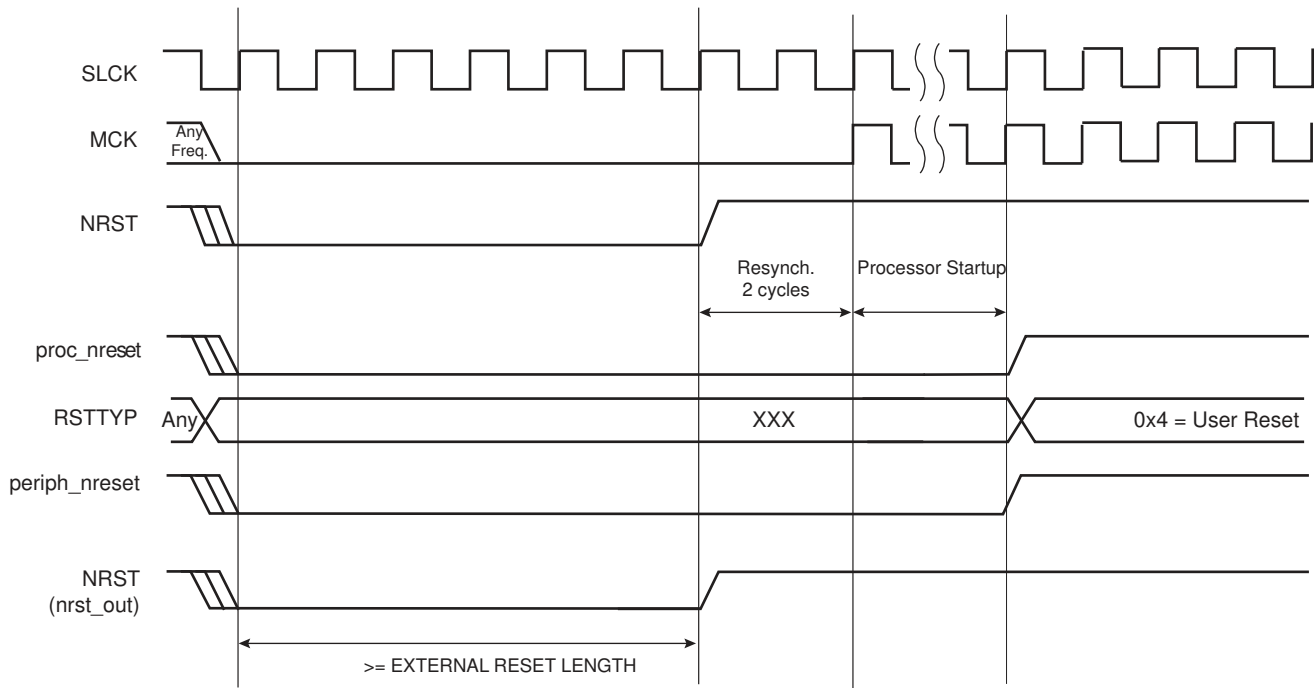 SLCK
MCK
Any
Freq.
NRST
Resynch.
2 cycles
Processor Startup
proc_nreset
RSTTYP
Any
XXX
0x4 = User Reset
periph_nreset
NRST
(nrst_out)
>= EXTERNAL RESET LENGTH